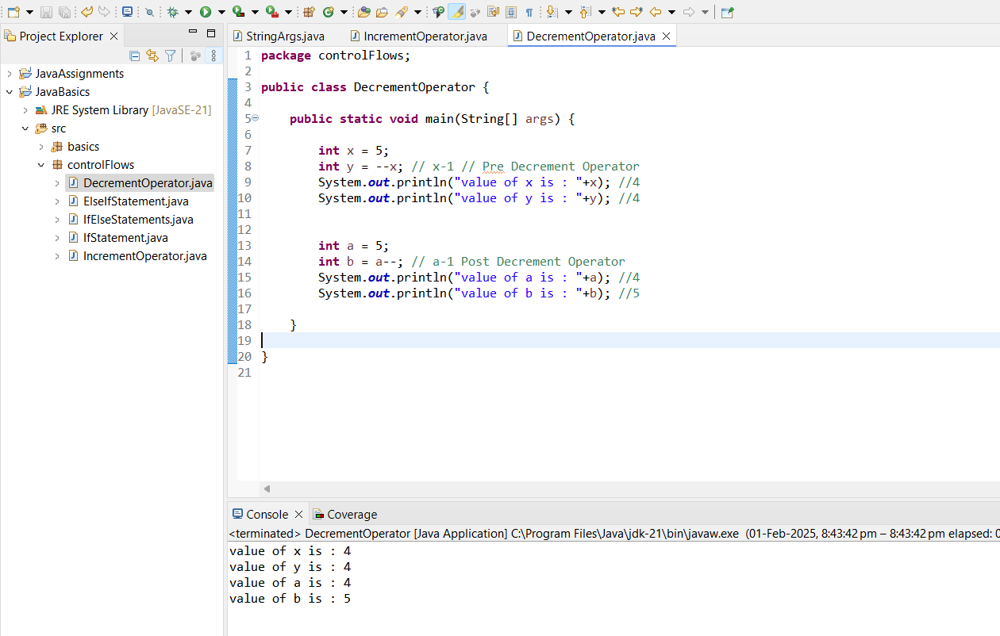 Project Explorer
JavaAssignments
JavaBasics
JRE System Library [JavaSE-21]
src
basics
controlFlows
DecrementOperator.java
ElseIfStatement.java
IfElseStatements.java
IfStatement.java
IncrementOperator.java
StringArgs.java IncrementOperator.java DecrementOperator.java
1 package controlFlows;
2
3 public class DecrementOperator {
4
5 public static void main(String[] args) {
6
7 int x = 5;
8 int y = --x; // x-1 // Pre Decrement Operator
9 System.out.println("value of x is : "+x); //4
10 System.out.println("value of y is : "+y); //4
11
12
13 int a = 5;
14 int b = a--; // a-1 Post Decrement Operator
15 System.out.println("value of a is : "+a); //4
16 System.out.println("value of b is : "+b); //5
17
18 }
19
20 }
21
Console Coverage
<terminated> DecrementOperator [Java Application] C:\Program Files\Java\jdk-21\bin\javaw.exe (01-Feb-2025, 8:43:42 pm – 8:43:42 pm elapsed: 0
value of x is : 4
value of y is : 4
value of a is : 4
value of b is : 5